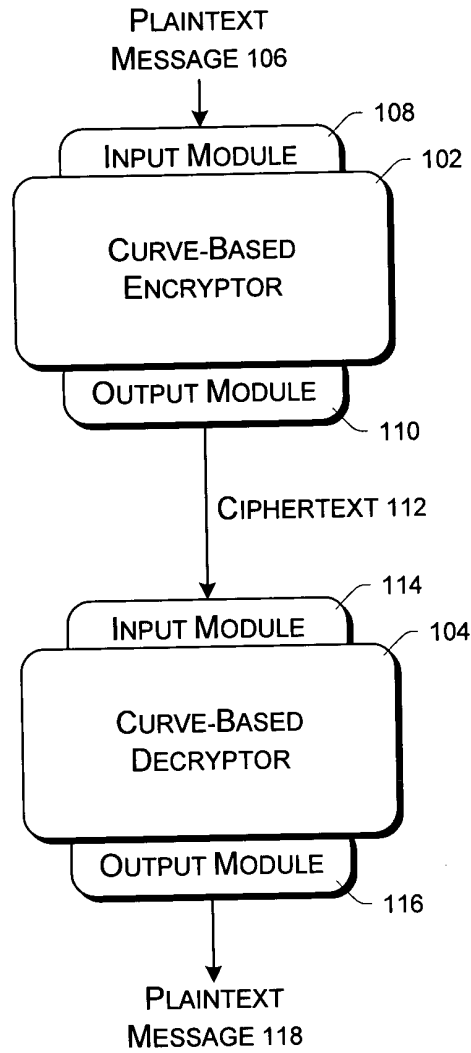 PLAINTEXT
MESSAGE 106
108
INPUT MODULE
102
CURVE-BASED
ENCRYPTOR
OUTPUT MODULE
110
CIPHERTEXT 112
114
INPUT MODULE
104
CURVE-BASED
DECRYPTOR
OUTPUT MODULE
116
PLAINTEXT
MESSAGE 118